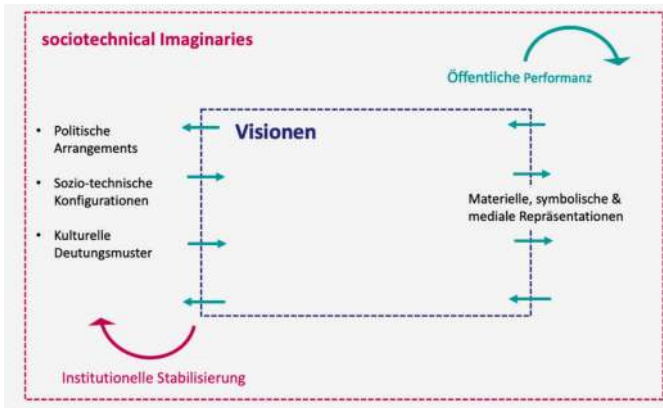 sociotechnical Imaginaries
Öffentliche Performanz
Visionen
• Politische
Arrangements
• Sozio-technische
Konfigurationen
• Kulturelle
Deutungsmuster
Materielle, symbolische &
mediale Repräsentationen
Institutionelle Stabilisierung